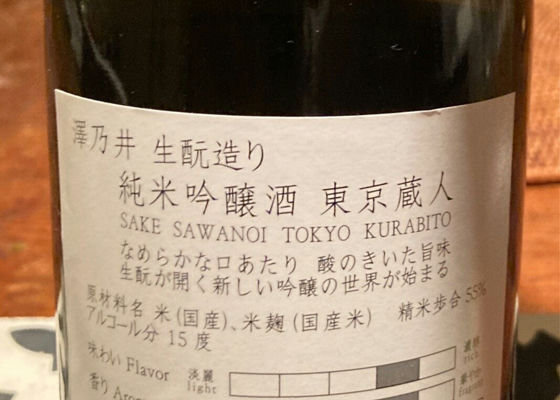 澤乃井 生酛造り
純米吟醸酒 東京蔵人
SAKE SAWANOI TOKYO KURABITO
なめらかな口あたり 酸のきいた旨味
生酛が開く新しい吟醸の世界が始まる
原材料名 米(国産)、米麹(国産米) 精米歩合 55%
アルコール分 15 度
味わい Flavor 淡麗 light 濃醇 rich
香り 華やか